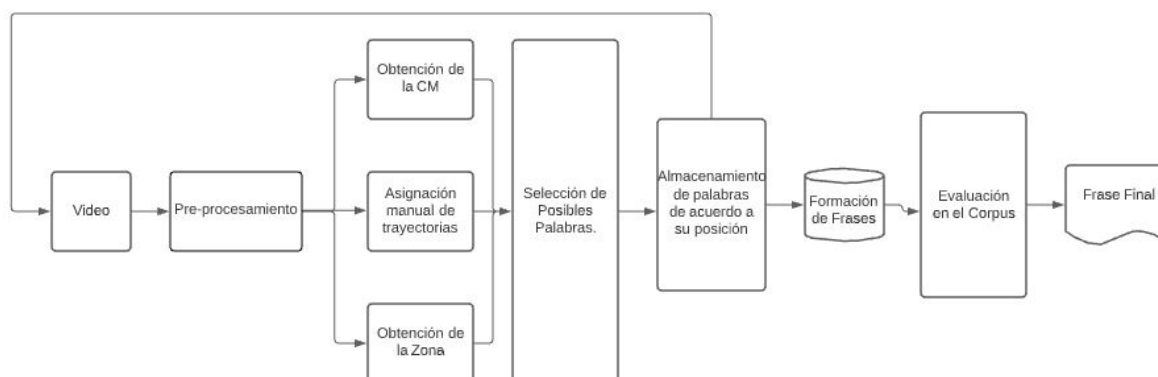 Video
Pre-procesamiento
Obtención de
la CM
Asignación
manual de
trayectorias
Obtención de
la Zona
Selección de
Posibles
Palabras.
Almacenamiento
de palabras
de acuerdo a
su posición
Formación
de Frases
Evaluación
en el Corpus
Frase Final